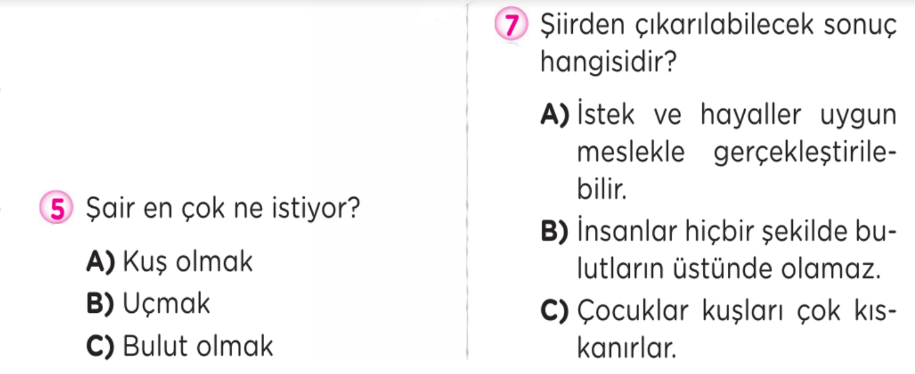 5 Şair en çok ne istiyor?
A) Kuş olmak
B) Uçmak
C) Bulut olmak
7 Şiirden çıkarılabilecek sonuç
hangisidir?
A) İstek ve hayaller uygun
meslekle gerçekleştirile-
bilir.
B) İnsanlar hiçbir şekilde bu-
lutların üstünde olamaz.
C) Çocuklar kuşları çok kıs-
kanırlar.